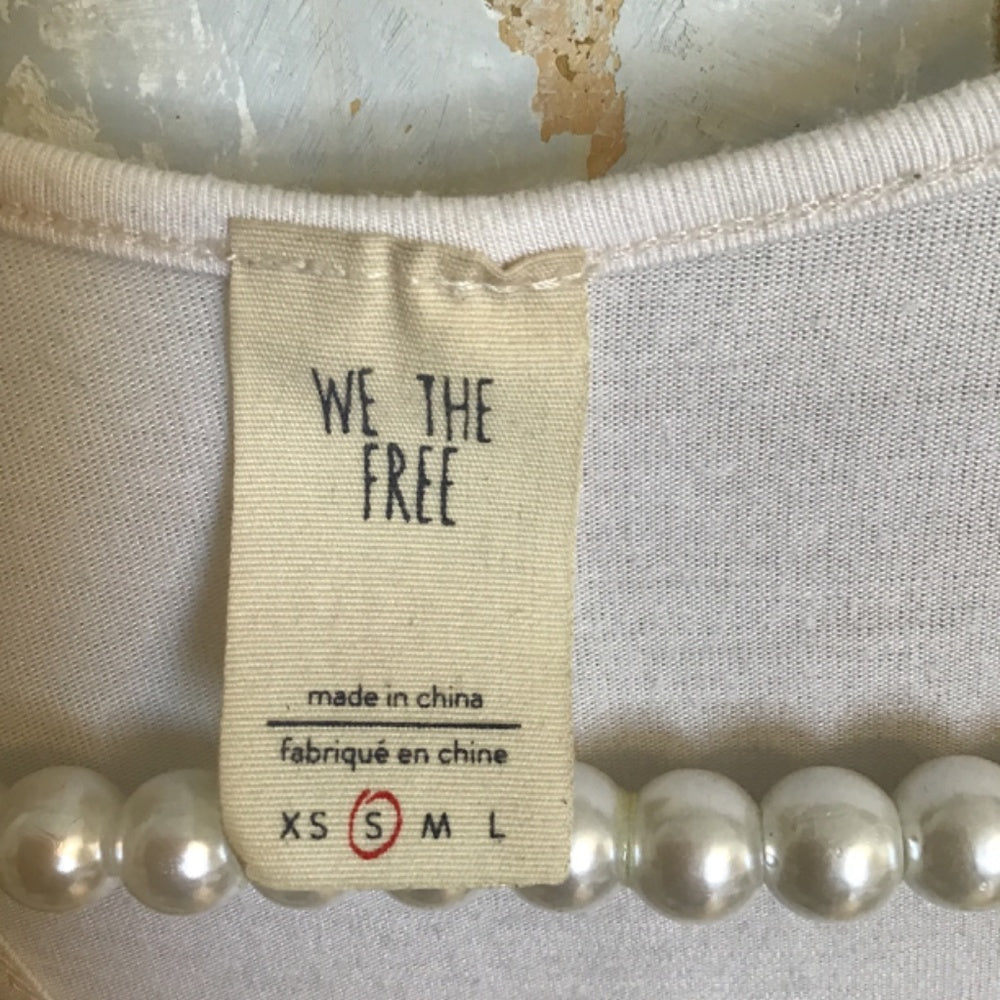 WE THE
FREE
made in china
fabriqué en chine
XS S M L